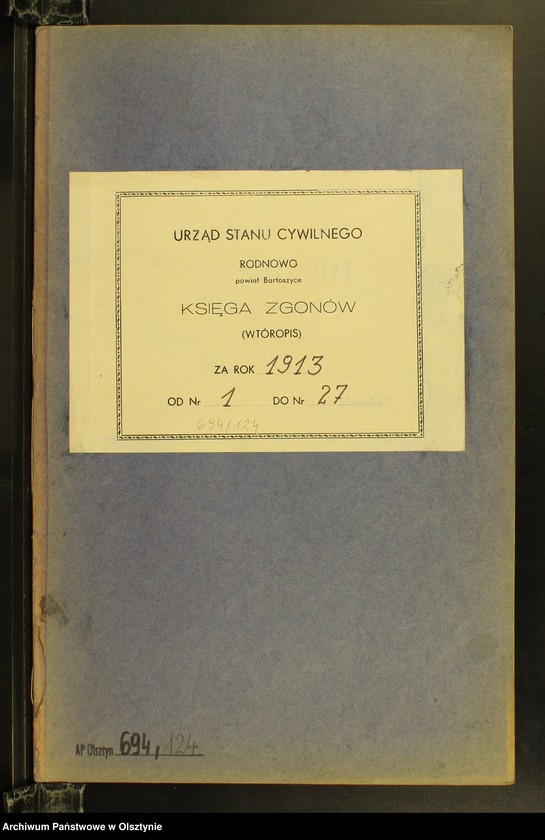 URZĄD STANU CYWILNEGO
RODNOWO
powiat Bartoszyce
KSIĘGA ZGONÓW
(WTÓROPIS)
ZA ROK 1913
OD Nr 1 DO Nr 27
694/124
AP Olsztyn 694, 124
Archiwum Państwowe w Olsztynie